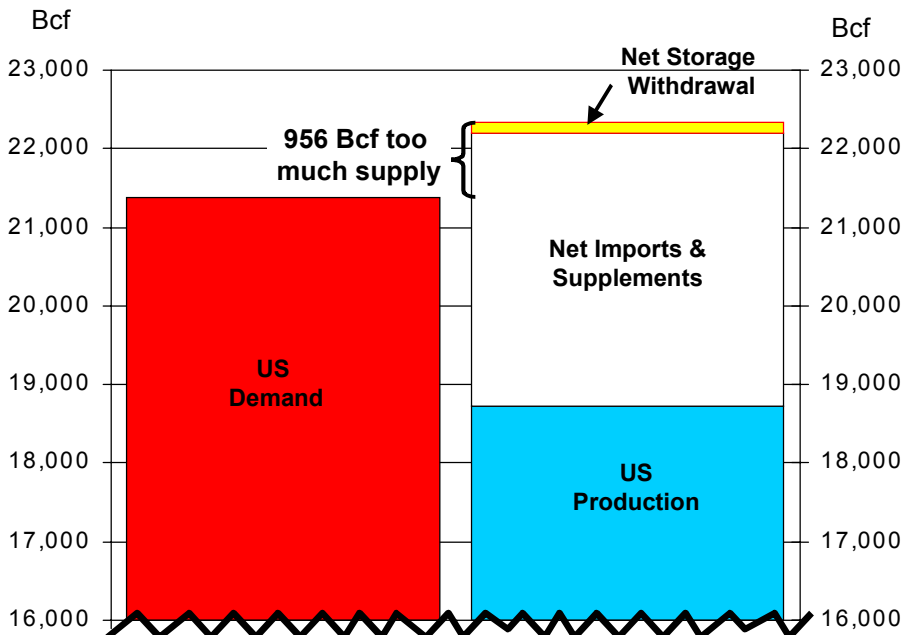 Bcf
Bcf
23,000
22,000
21,000
20,000
19,000
18,000
17,000
16,000
Net Storage
Withdrawal
956 Bcf too
much supply
Net Imports &
Supplements
US
Demand
US
Production
23,000
22,000
21,000
20,000
19,000
18,000
17,000
16,000